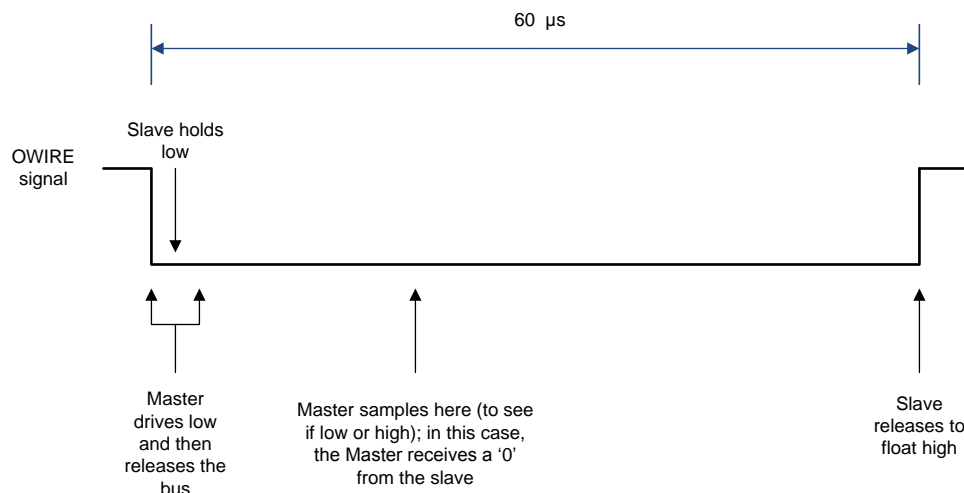 60 µs
Slave holds
low
OWIRE
signal
Master
drives low
and then
releases the
bus
Master samples here (to see
if low or high); in this case,
the Master receives a ‘0’
from the slave
Slave
releases to
float high